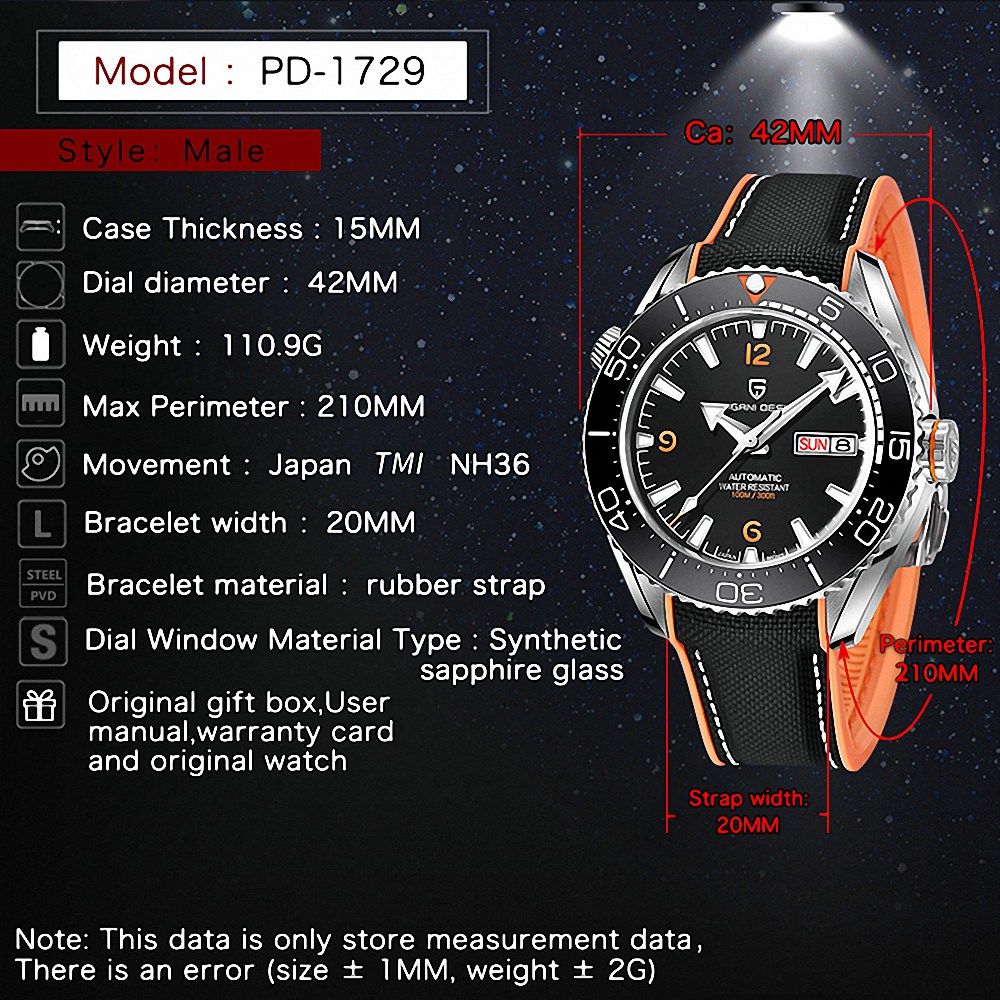 Model : PD-1729
Style: Male
Ca: 42MM
Case Thickness : 15MM
Dial diameter : 42MM
Weight : 110.9G
Max Perimeter : 210MM
Movement : Japan TMI NH36
L
Bracelet width : 20MM
STEEL
PVD
Bracelet material : rubber strap
S
Dial Window Material Type : Synthetic
sapphire glass
Original gift box,User
manual,warranty card
and original watch
5
10
15
20
30
40
50
12
9
6
SUN 8
AUTOMATIC
WATER RESISTANT
100M/300ft
Perimeter:
210MM
Strap width:
20MM
Note: This data is only store measurement data,
There is an error (size ± 1MM, weight ± 2G)